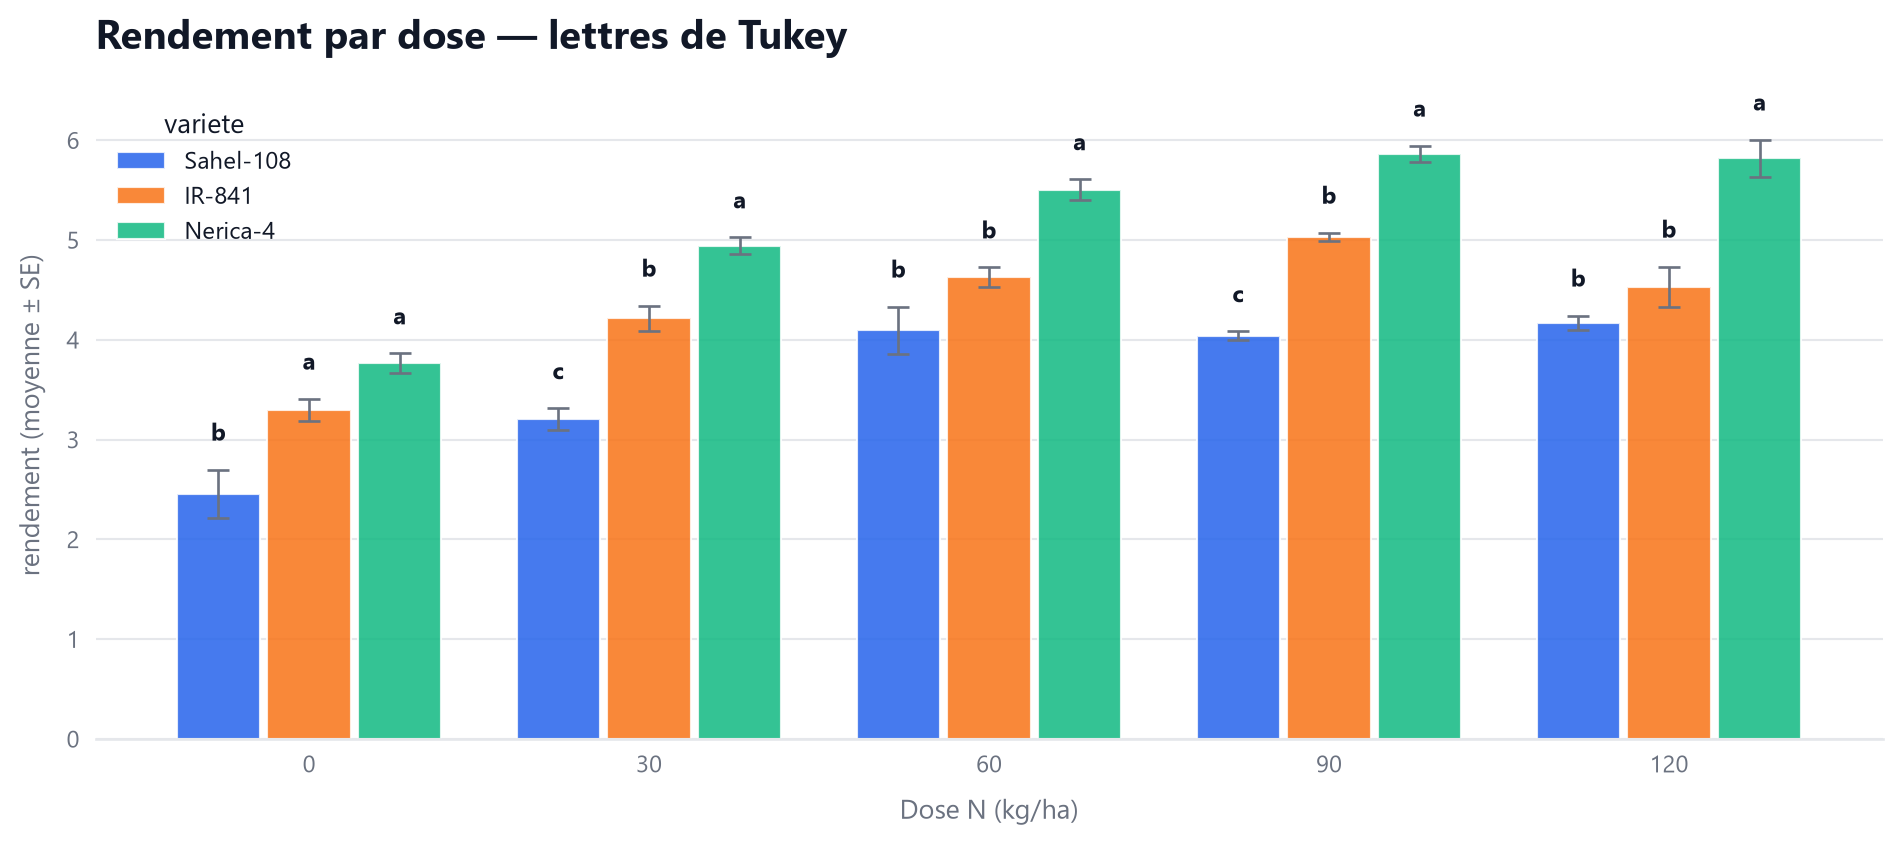 Rendement par dose — lettres de Tukey
variete
Sahel-108
IR-841
Nerica-4
rendement (moyenne ± SE)
6
5
4
3
2
1
0
b a a
c b a
b b a
c b a
b b a
0 30 60 90 120
Dose N (kg/ha)